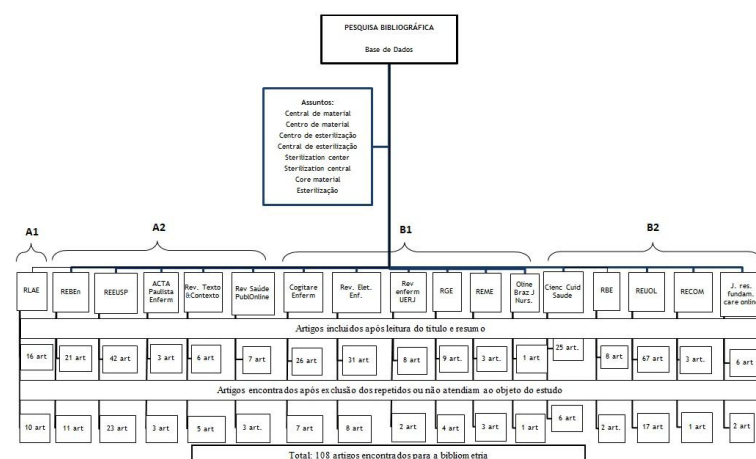 PESQUISA BIBLIOGRÁFICA
Base de Dados
Assuntos:
Central de material
Centro de material
Centro de esterilização
Central de esterilização
Sterilization center
Sterilization central
Core material
Esterilização
A1
A2
B1
B2
RLAE
REBEn
REEUSP
ACTA
Paulista
Enferm
Rev. Texto
&Contexto
Rev Saúde
PublOnline
Cogitare
Enferm
Rev. Elet.
Enf.
Rev
enferm
UERJ
RGE
REME
Oline
Braz J
Nurs.
Cienc Cuid
Saude
RBE
REUOL
RECOM
J. res.
fundam.
care online
Artigos incluídos após leitura do título e resumo
16 art
21 art
42 art
3 art
6 art
7 art
26 art
31 art
8 art
9 art.
3 art.
1 art
25 art.
8 art
67 art
3 art.
6 art
Artigos encontrados após exclusão dos repetidos ou não atendiam ao objeto do estudo
10 art
11 art
23 art
3 art
5 art
3 art.
7 art
8 art
2 art
4 art
3 art
1 art
6 art
2 art.
17 art
1 art
2 art
Total: 108 artigos encontrados para a bibliometria